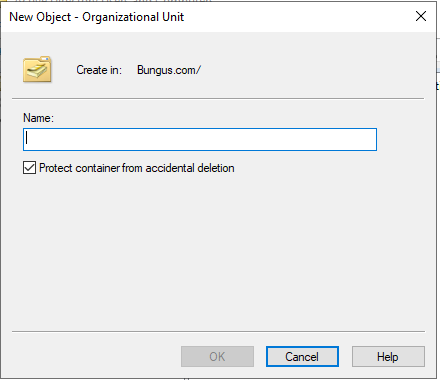 New Object - Organizational Unit
Create in: Bungus.com/
Name:
Protect container from accidental deletion
OK Cancel Help